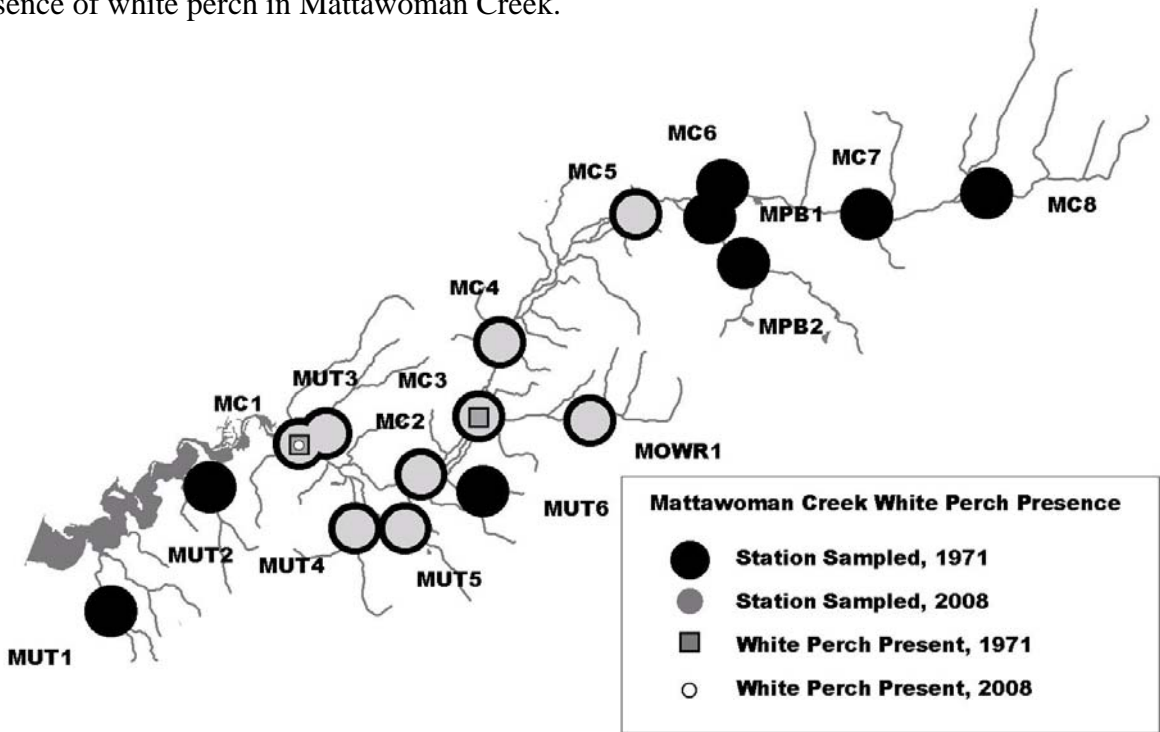 sence of white perch in Mattawoman Creek.
MC6
MC7
MC5
MPB1
MC8
MC4
MPB2
MUT3
MC3
MC1
MC2
MOWR1
MUT6
MUT2
MUT4
MUT5
MUT1
Mattawoman Creek White Perch Presence
Station Sampled, 1971
Station Sampled, 2008
White Perch Present, 1971
White Perch Present, 2008